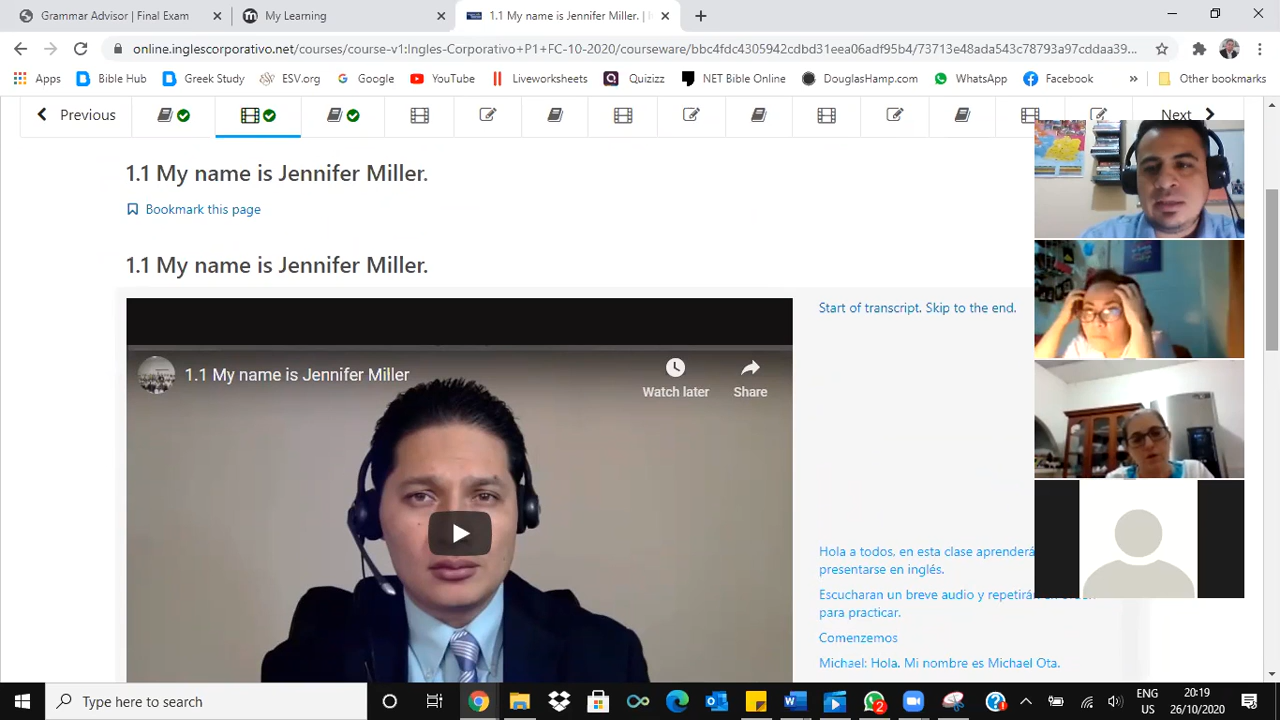 Grammar Advisor | Final Exam
My Learning
1.1 My name is Jennifer Miller. |
online.inglescorporativo.net/courses/course-v1:Ingles-Corporativo+P1+FC-10-2020/courseware/bbc4fdc4305942cdbd31eea06adf95b4/73713e48ada543c78793a97cddaa39...
Apps
Bible Hub
Greek Study
ESV.org
Google
YouTube
Liveworksheets
Quizizz
NET Bible Online
DouglasHamp.com
WhatsApp
Facebook
»
Other bookmarks
Previous
Next
1.1 My name is Jennifer Miller.
Bookmark this page
1.1 My name is Jennifer Miller.
1.1 My name is Jennifer Miller
Watch later
Share
Start of transcript. Skip to the end.
Hola a todos, en esta clase aprenderá
presentarse en inglés.
Escucharan un breve audio y repetirán
para practicar.
Comenzemos
Michael: Hola. Mi nombre es Michael Ota.
Type here to search
2
ENG
US
20:19
26/10/2020
1